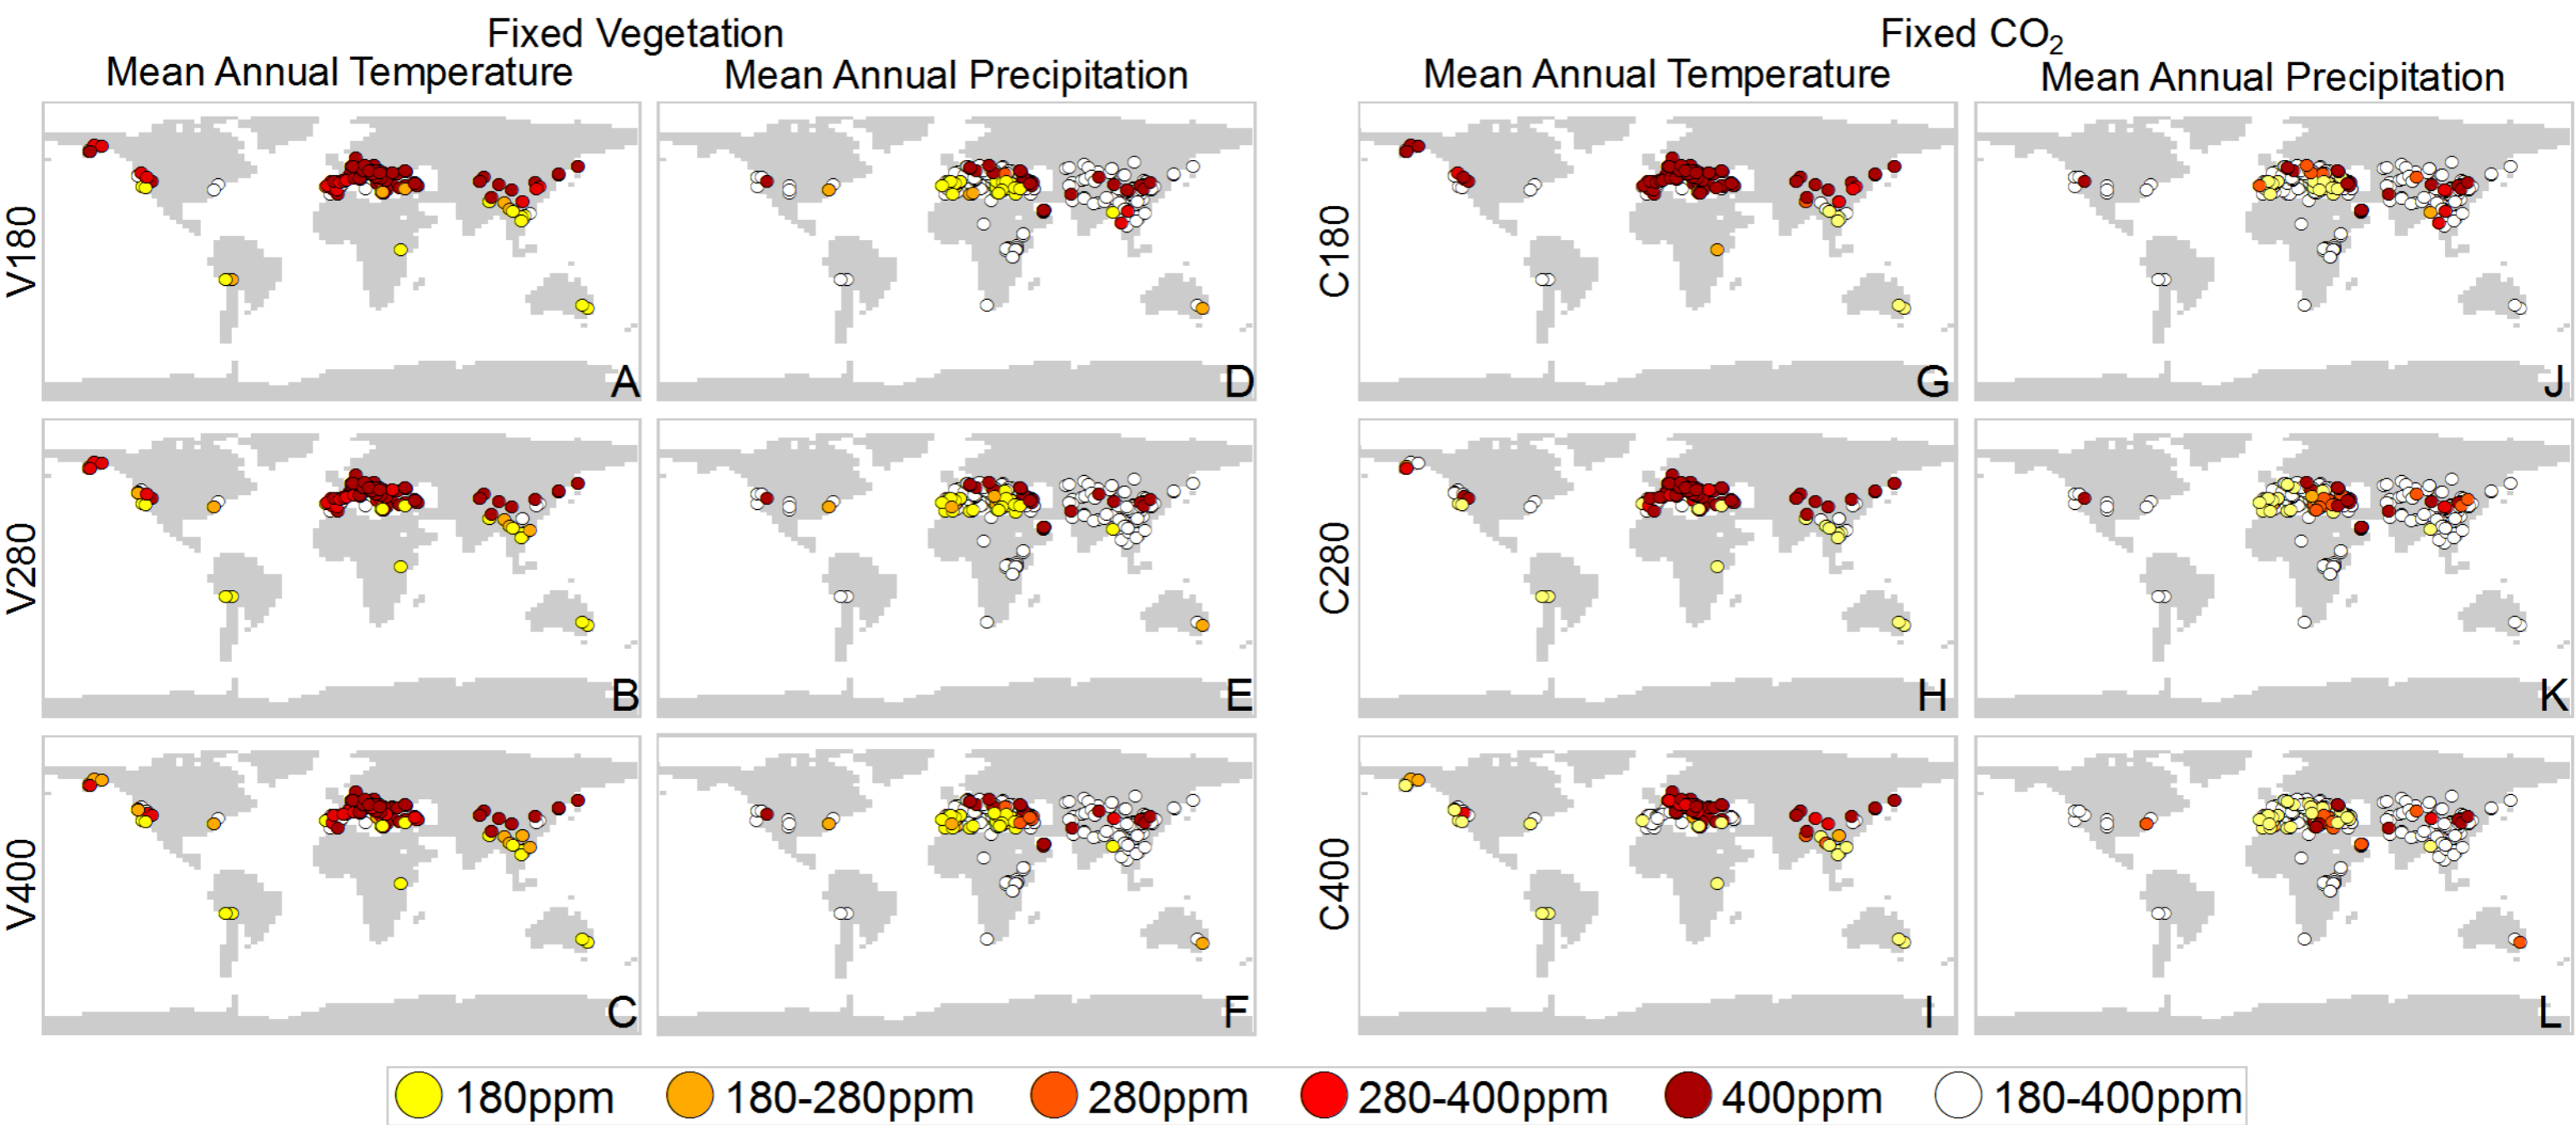 Fixed Vegetation
Fixed CO₂
Mean Annual Temperature
Mean Annual Precipitation
Mean Annual Temperature
Mean Annual Precipitation
V180
A
D
C180
G
J
V280
B
E
C280
H
K
V400
C
F
C400
I
L
180ppm 180-280ppm 280ppm 280-400ppm 400ppm 180-400ppm